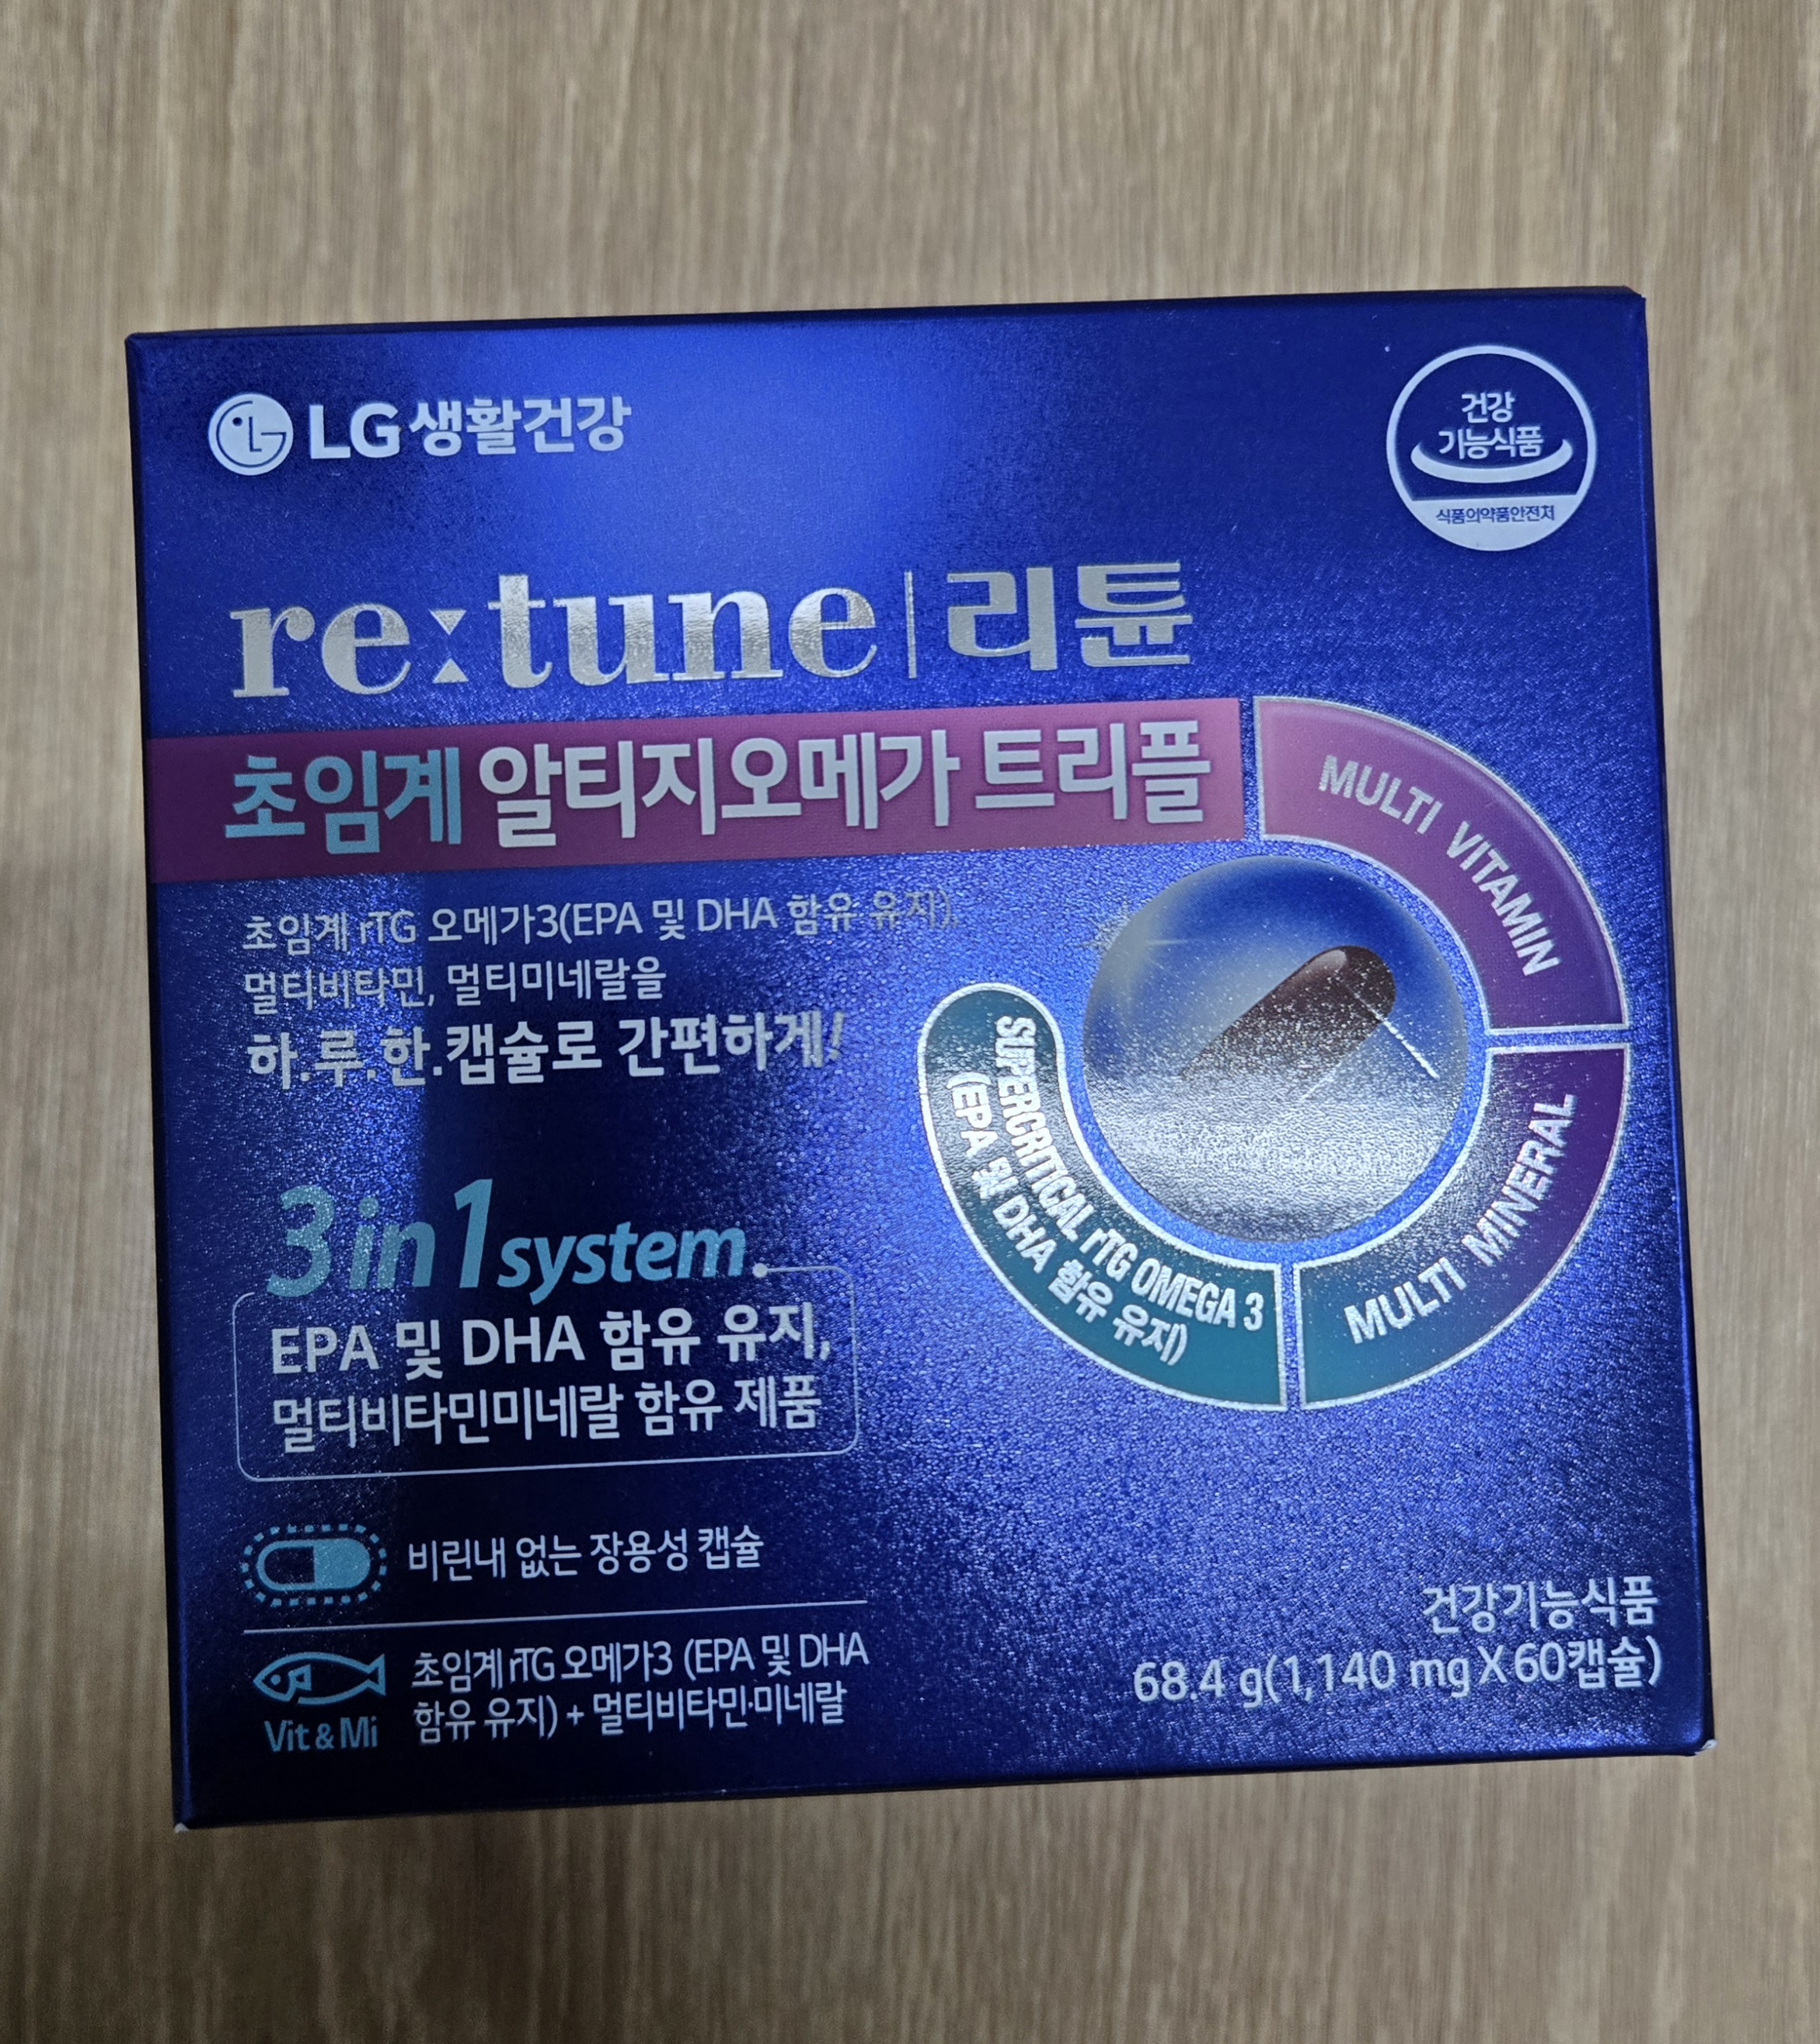 LG 생활건강
건강
기능식품
식품의약품안전처
re:tune | 리튠
초임계 알티지오메가 트리플
초임계 rTG 오메가3(EPA 및 DHA 함유 유지),
멀티비타민, 멀티미네랄을
하.루.한.캡슐로 간편하게!
MULTI VITAMIN
MULTI MINERAL
SUPERCRITICAL rTG OMEGA 3
(EPA 및 DHA 함유 유지)
3in1system
EPA 및 DHA 함유 유지,
멀티비타민미네랄 함유 제품
비린내 없는 장용성 캡슐
Vit & Mi
초임계 rTG 오메가3 (EPA 및 DHA
함유 유지) + 멀티비타민·미네랄
건강기능식품
68.4 g(1,140 mg X 60캡슐)